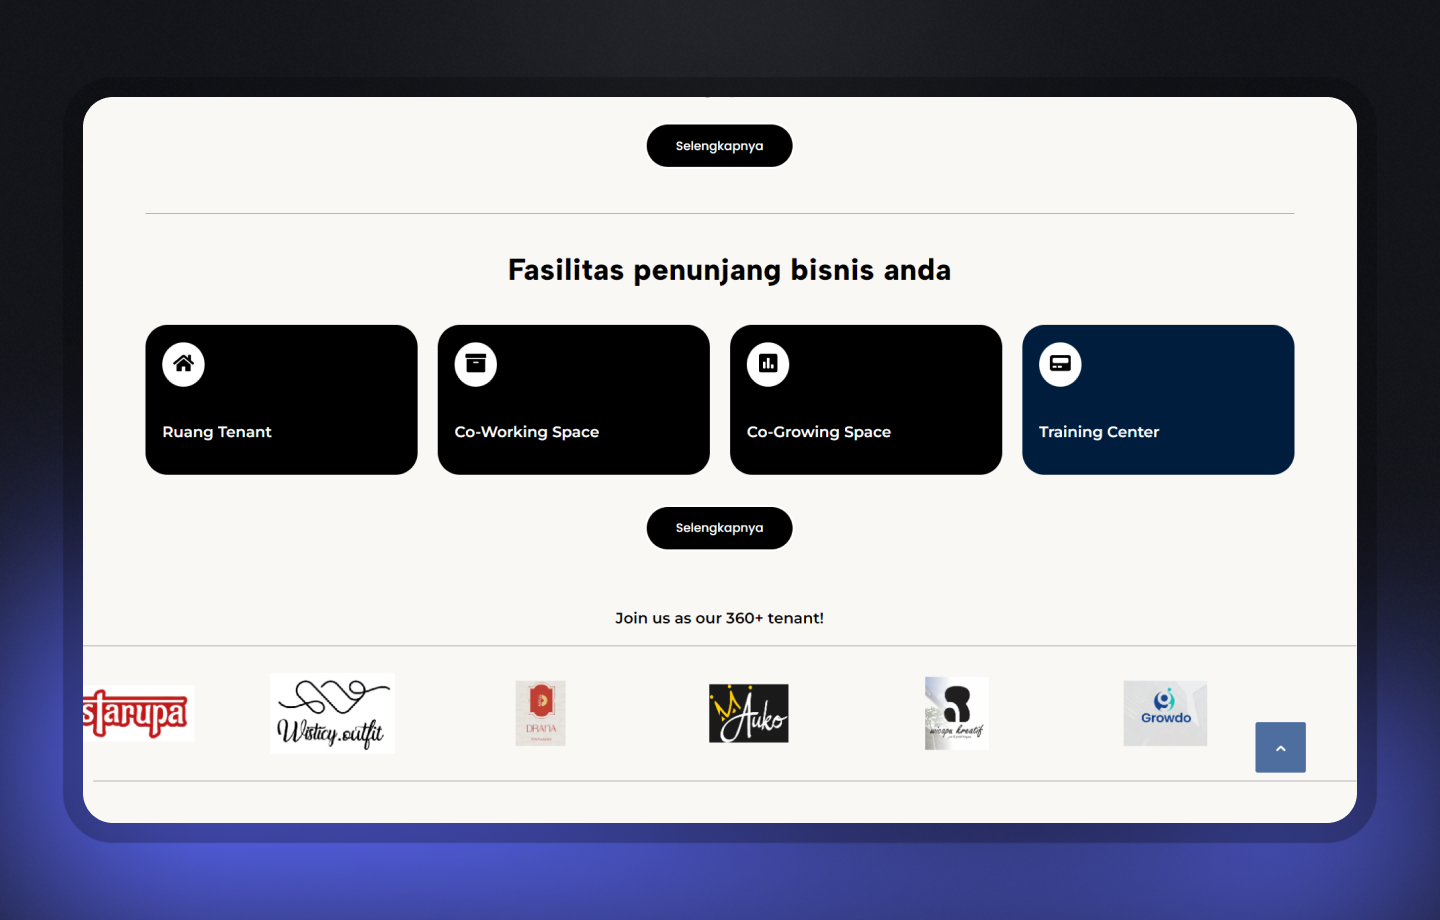 Selengkapnya
Fasilitas penunjang bisnis anda
Ruang Tenant
Co-Working Space
Co-Growing Space
Training Center
Selengkapnya
Join us as our 360+ tenant!
starupa
Wisticy.outfit
D
DRANA
Auko
kreatif
Growdo